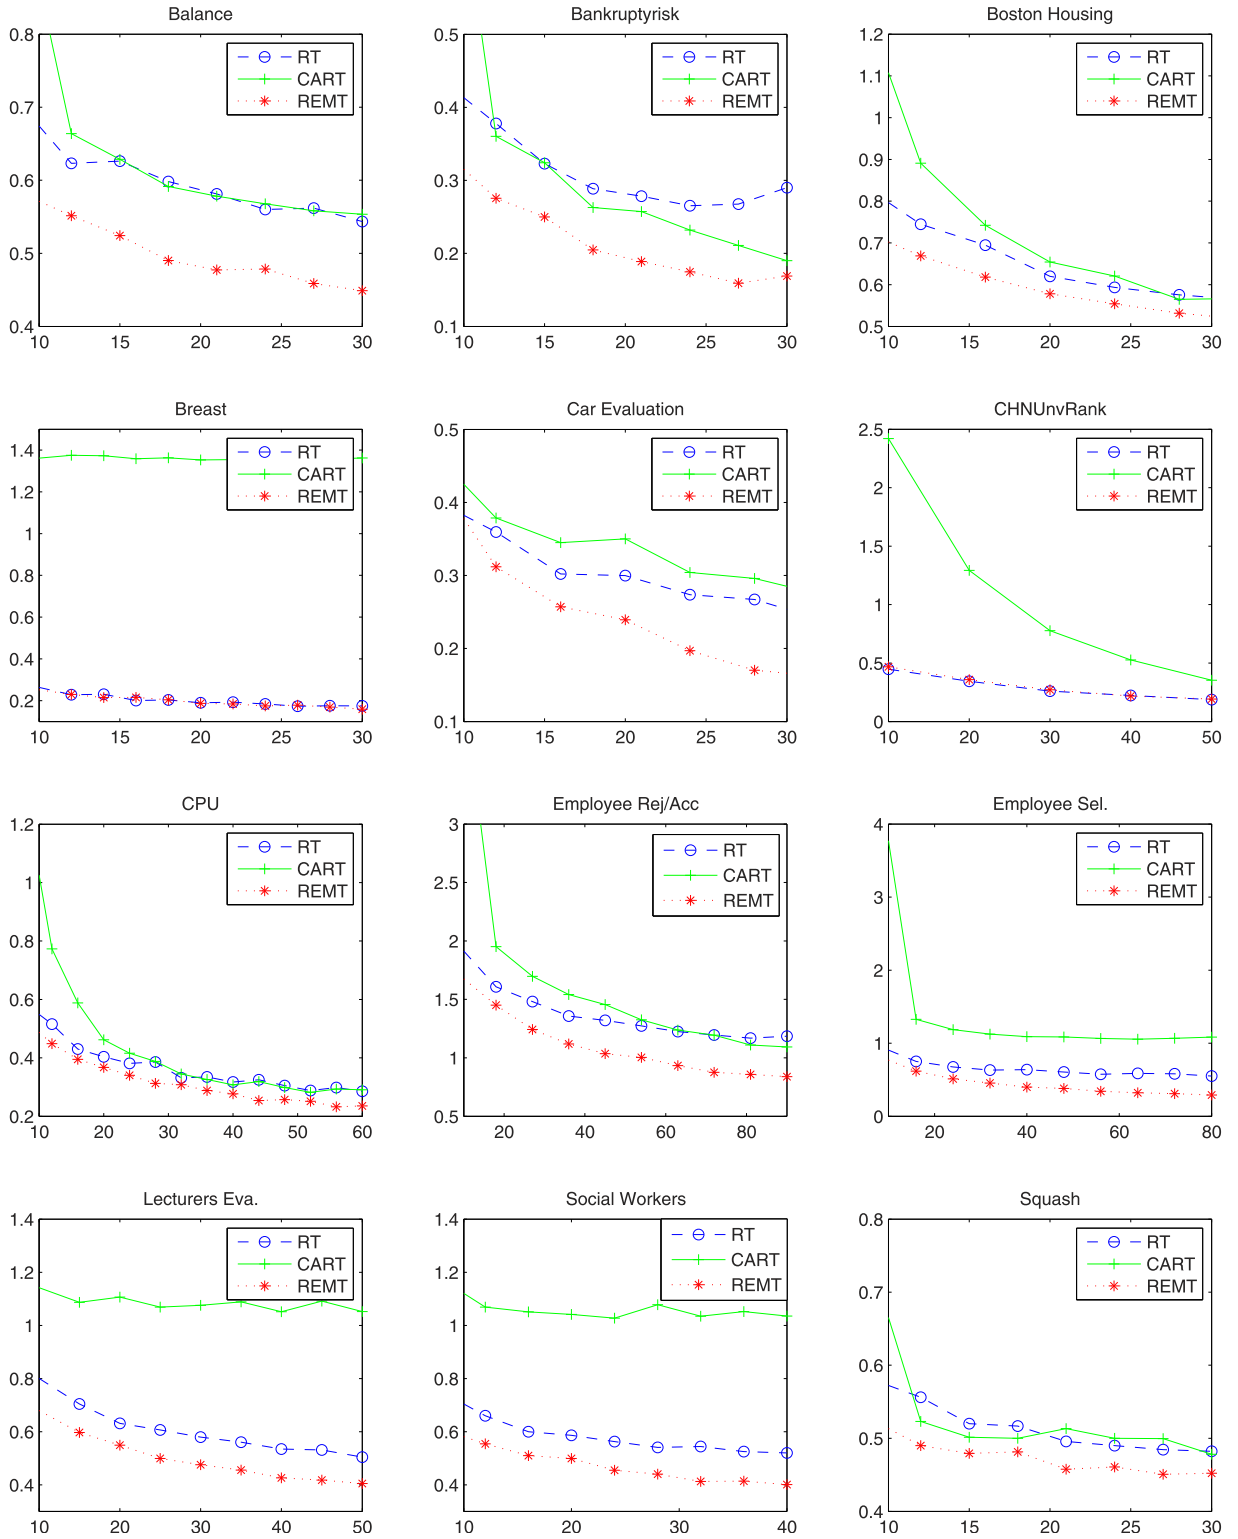 Balance
0.8
0.7
0.6
0.5
0.4
10 15 20 25 30
RT
CART
REMT
Bankruptyrisk
0.5
0.4
0.3
0.2
0.1
10 15 20 25 30
RT
CART
REMT
Boston Housing
1.2
1.1
1
0.9
0.8
0.7
0.6
0.5
10 15 20 25 30
RT
CART
REMT
Breast
1.4
1.2
1
0.8
0.6
0.4
0.2
10 15 20 25 30
RT
CART
REMT
Car Evaluation
0.5
0.4
0.3
0.2
0.1
10 15 20 25 30
RT
CART
REMT
CHNUnvRank
2.5
2
1.5
1
0.5
0
10 20 30 40 50
RT
CART
REMT
CPU
1.2
1
0.8
0.6
0.4
0.2
10 20 30 40 50 60
RT
CART
REMT
Employee Rej/Acc
3
2.5
2
1.5
1
0.5
20 40 60 80
RT
CART
REMT
Employee Sel.
4
3
2
1
0
20 40 60 80
RT
CART
REMT
Lecturers Eva.
1.4
1.2
1
0.8
0.6
0.4
10 20 30 40 50
RT
CART
REMT
Social Workers
1.4
1.2
1
0.8
0.6
0.4
10 20 30 40
RT
CART
REMT
Squash
0.8
0.7
0.6
0.5
0.4
10 15 20 25 30
RT
CART
REMT